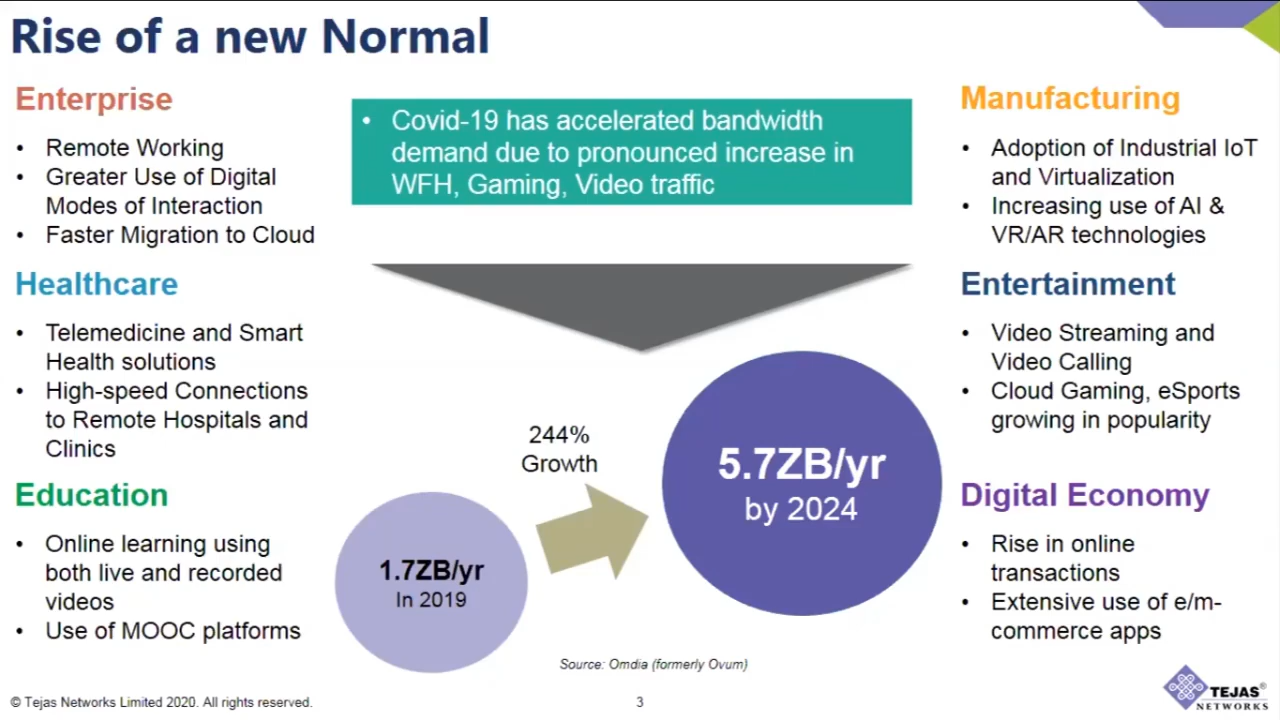 Rise of a new Normal
Enterprise
• Remote Working
• Greater Use of Digital
Modes of Interaction
• Faster Migration to Cloud
Healthcare
• Telemedicine and Smart
Health solutions
• High-speed Connections
to Remote Hospitals and
Clinics
Education
• Online learning using
both live and recorded
videos
• Use of MOOC platforms
• Covid-19 has accelerated bandwidth
demand due to pronounced increase in
WFH, Gaming, Video traffic
244%
Growth
1.7ZB/yr
In 2019
5.7ZB/yr
by 2024
Source: Omdia (formerly Ovum)
Manufacturing
• Adoption of Industrial IoT
and Virtualization
• Increasing use of AI &
VR/AR technologies
Entertainment
• Video Streaming and
Video Calling
• Cloud Gaming, eSports
growing in popularity
Digital Economy
• Rise in online
transactions
• Extensive use of e/m-
commerce apps
© Tejas Networks Limited 2020. All rights reserved.
3
TEJAS®
NETWORKS